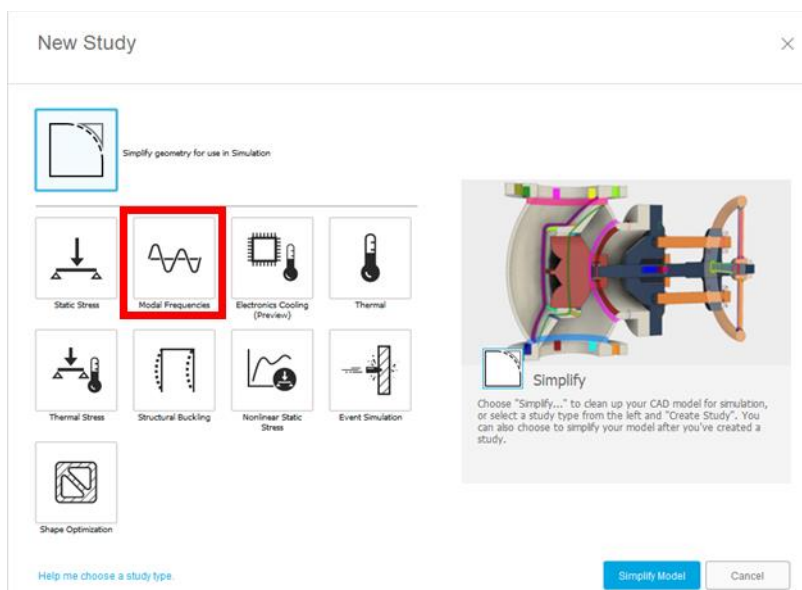 New Study
Simplify geometry for use in Simulation
Static Stress
Modal Frequencies
Electronics Cooling
(Preview)
Thermal
Thermal Stress
Structural Buckling
Nonlinear Static
Stress
Event Simulation
Shape Optimization
Simplify
Choose "Simplify..." to clean up your CAD model for simulation,
or select a study type from the left and "Create Study". You
can also choose to simplify your model after you've created a
study.
Help me choose a study type.
Simplify Model
Cancel